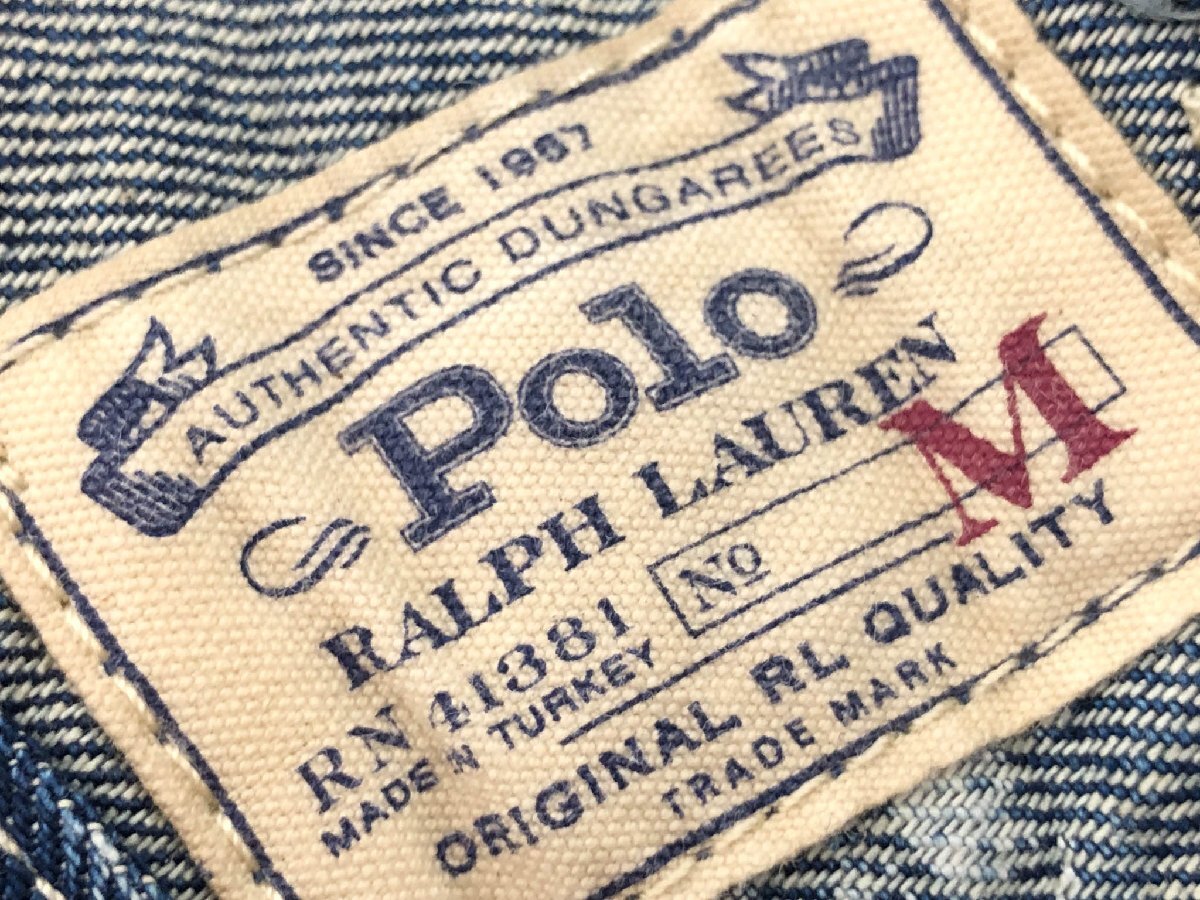 SINCE 1967
AUTHENTIC DUNGAREES
Polo
RALPH LAUREN
RN 41381
MADE IN TURKEY
No M
ORIGINAL RL QUALITY
TRADE MARK